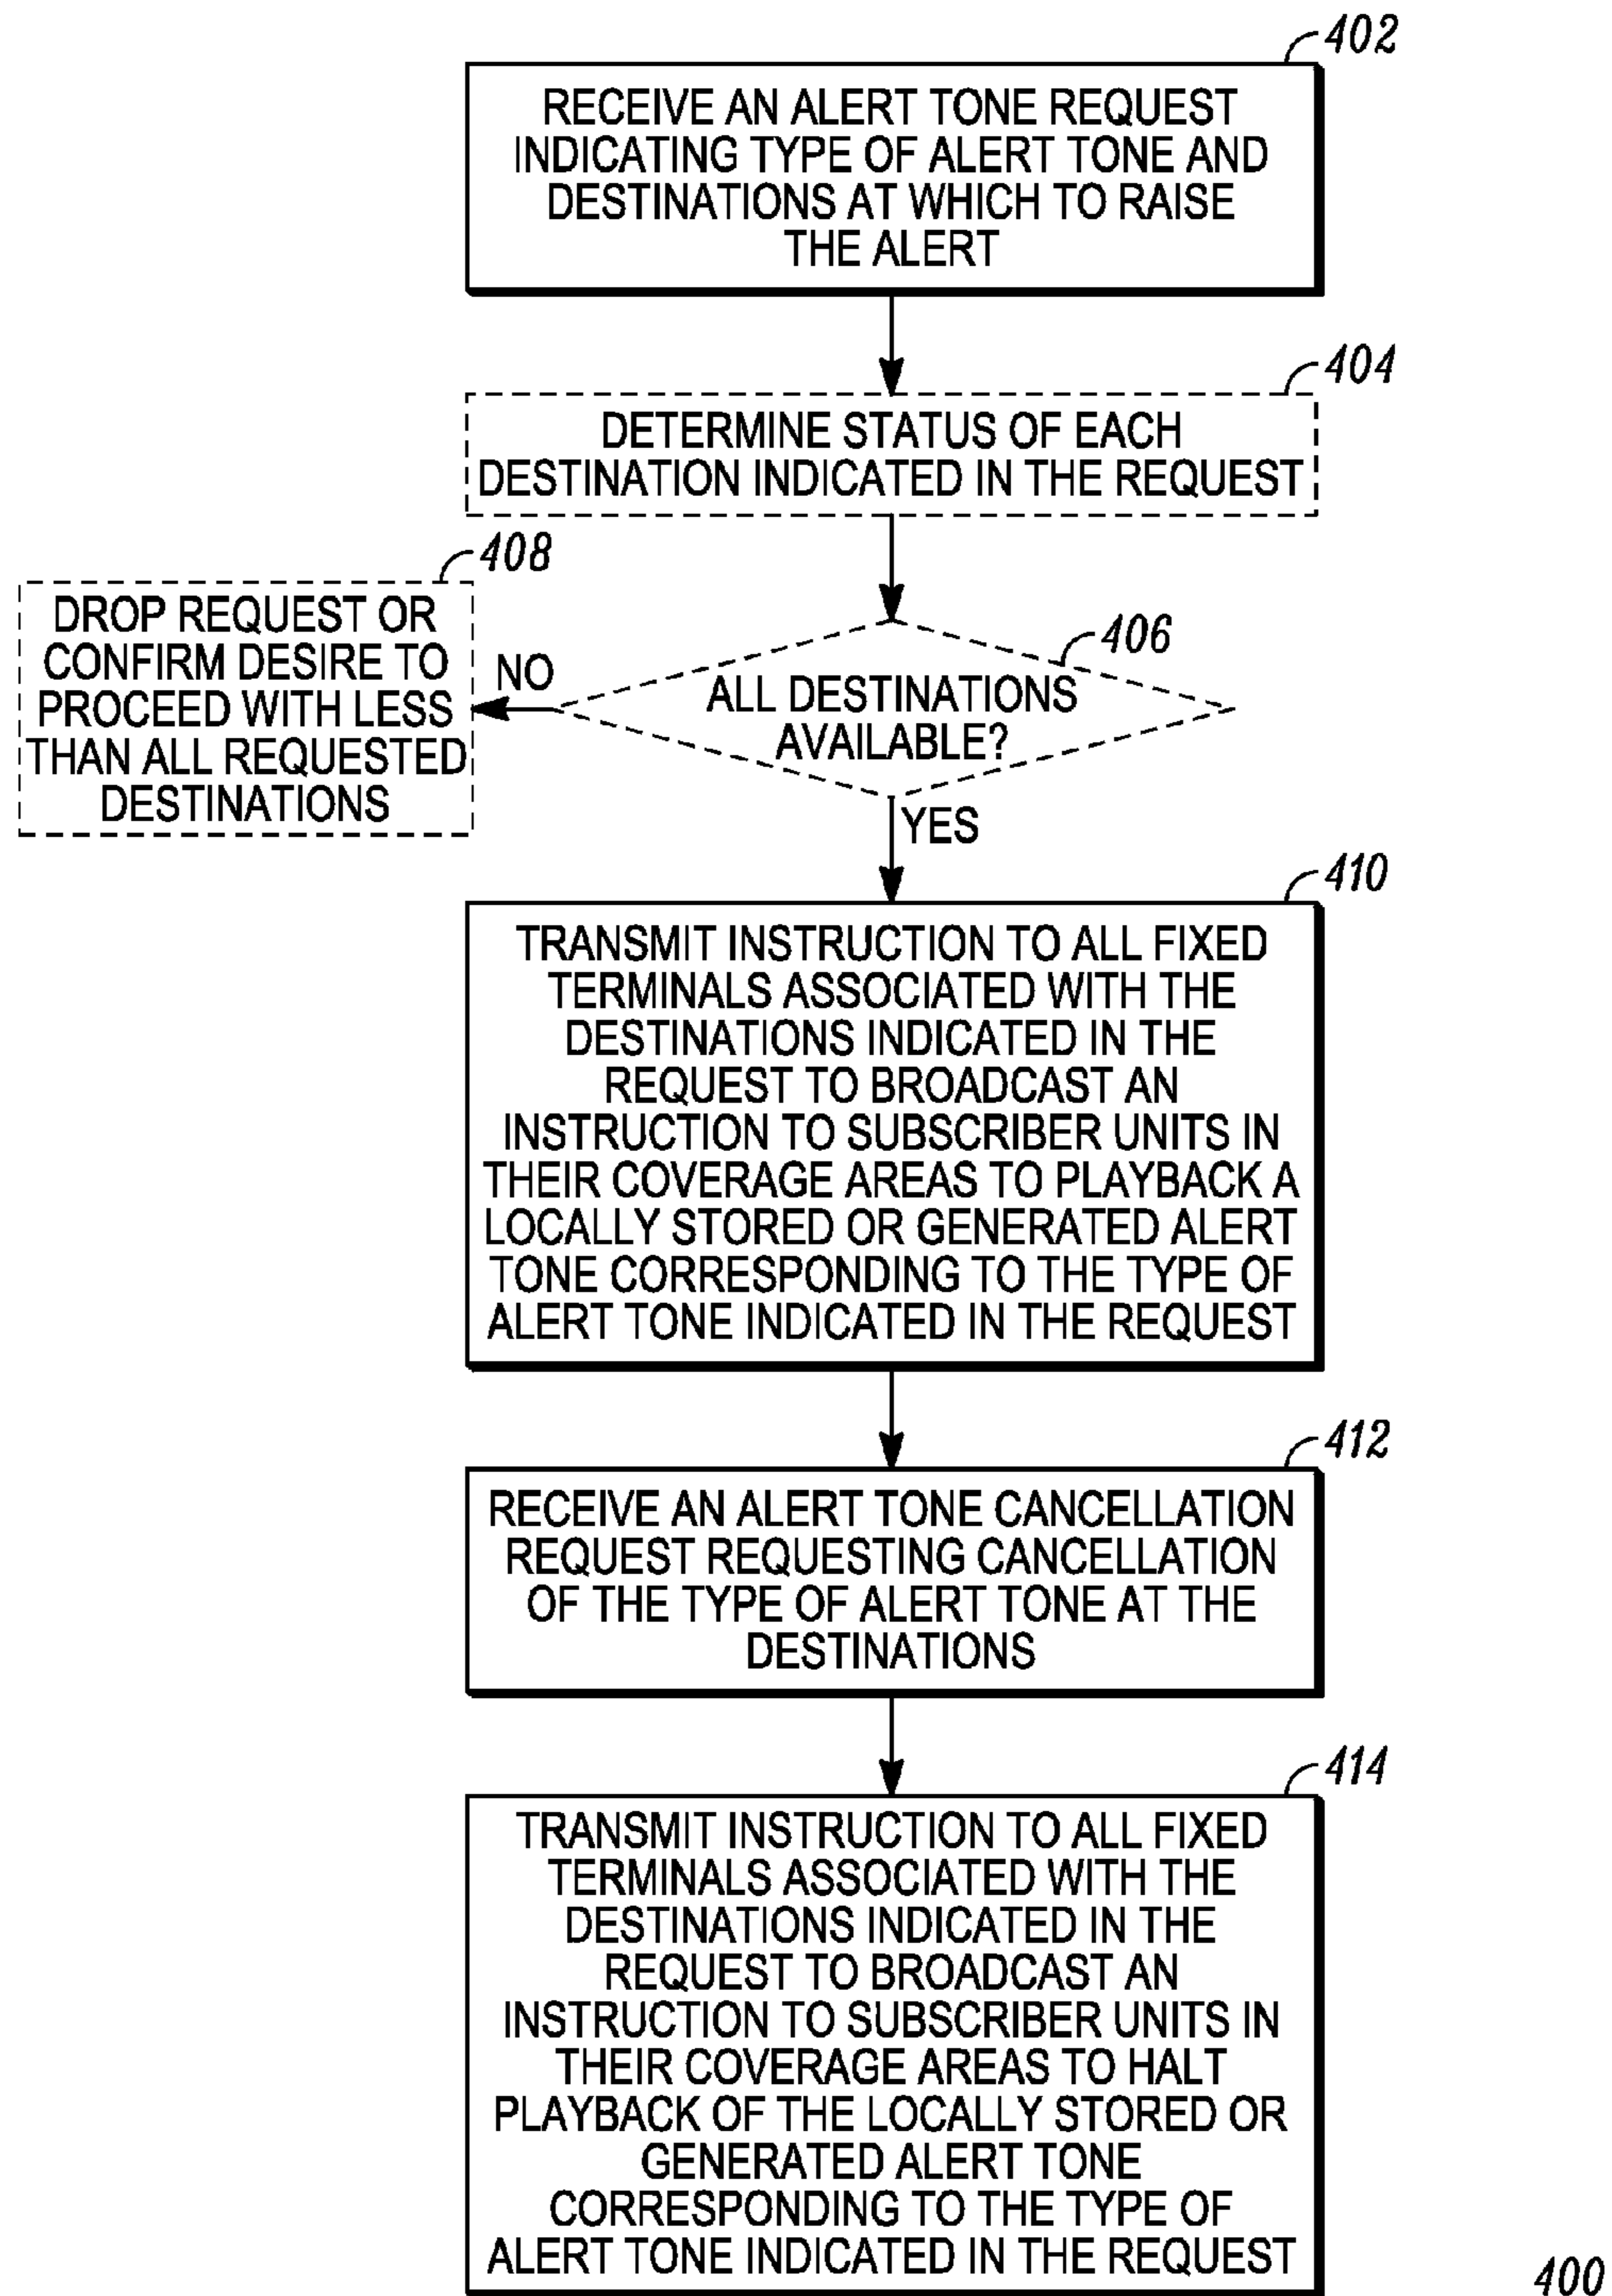 402
RECEIVE AN ALERT TONE REQUEST
INDICATING TYPE OF ALERT TONE AND
DESTINATIONS AT WHICH TO RAISE
THE ALERT
404
DETERMINE STATUS OF EACH
DESTINATION INDICATED IN THE REQUEST
408
DROP REQUEST OR
CONFIRM DESIRE TO
PROCEED WITH LESS
THAN ALL REQUESTED
DESTINATIONS
NO
406
ALL DESTINATIONS
AVAILABLE?
YES
410
TRANSMIT INSTRUCTION TO ALL FIXED
TERMINALS ASSOCIATED WITH THE
DESTINATIONS INDICATED IN THE
REQUEST TO BROADCAST AN
INSTRUCTION TO SUBSCRIBER UNITS IN
THEIR COVERAGE AREAS TO PLAYBACK A
LOCALLY STORED OR GENERATED ALERT
TONE CORRESPONDING TO THE TYPE OF
ALERT TONE INDICATED IN THE REQUEST
412
RECEIVE AN ALERT TONE CANCELLATION
REQUEST REQUESTING CANCELLATION
OF THE TYPE OF ALERT TONE AT THE
DESTINATIONS
414
TRANSMIT INSTRUCTION TO ALL FIXED
TERMINALS ASSOCIATED WITH THE
DESTINATIONS INDICATED IN THE
REQUEST TO BROADCAST AN
INSTRUCTION TO SUBSCRIBER UNITS IN
THEIR COVERAGE AREAS TO HALT
PLAYBACK OF THE LOCALLY STORED OR
GENERATED ALERT TONE
CORRESPONDING TO THE TYPE OF
ALERT TONE INDICATED IN THE REQUEST
400